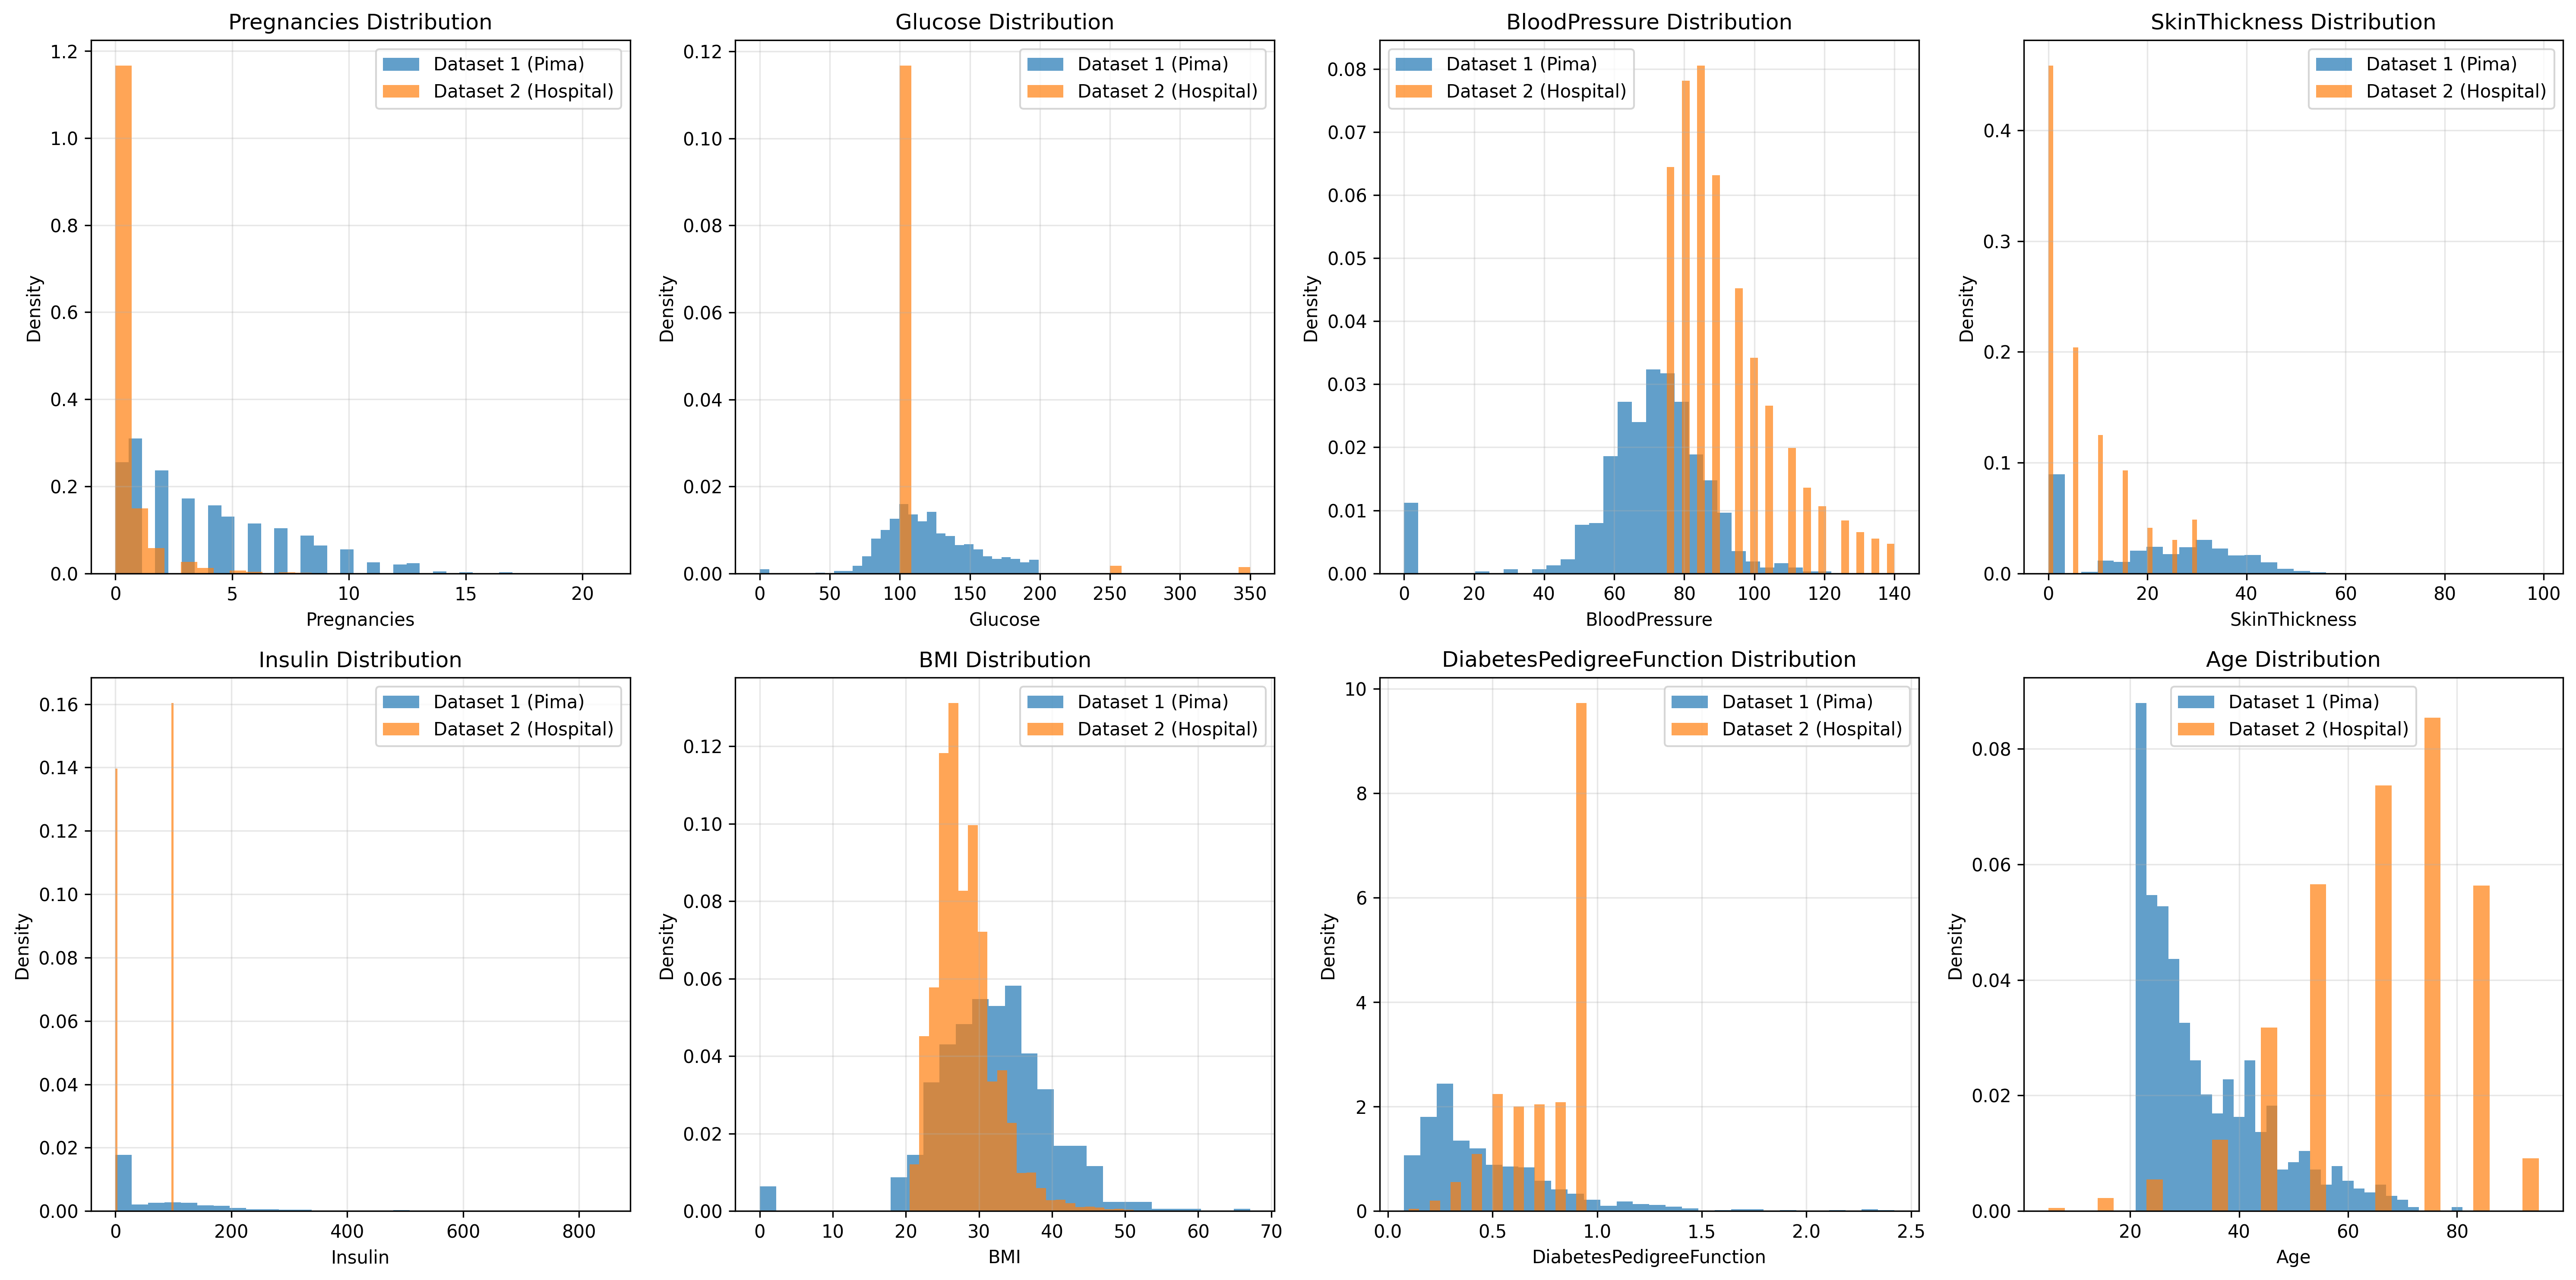 Pregnancies Distribution
Density
1.2
1.0
0.8
0.6
0.4
0.2
0.0
Dataset 1 (Pima)
Dataset 2 (Hospital)
0 5 10 15 20
Pregnancies
Glucose Distribution
Density
0.12
0.10
0.08
0.06
0.04
0.02
0.00
Dataset 1 (Pima)
Dataset 2 (Hospital)
0 50 100 150 200 250 300 350
Glucose
BloodPressure Distribution
Density
0.08
0.07
0.06
0.05
0.04
0.03
0.02
0.01
0.00
Dataset 1 (Pima)
Dataset 2 (Hospital)
0 20 40 60 80 100 120 140
BloodPressure
SkinThickness Distribution
Density
0.4
0.3
0.2
0.1
0.0
Dataset 1 (Pima)
Dataset 2 (Hospital)
0 20 40 60 80 100
SkinThickness
Insulin Distribution
Density
0.16
0.14
0.12
0.10
0.08
0.06
0.04
0.02
0.00
Dataset 1 (Pima)
Dataset 2 (Hospital)
0 200 400 600 800
Insulin
BMI Distribution
Density
0.12
0.10
0.08
0.06
0.04
0.02
0.00
Dataset 1 (Pima)
Dataset 2 (Hospital)
0 10 20 30 40 50 60 70
BMI
DiabetesPedigreeFunction Distribution
Density
10
8
6
4
2
0
Dataset 1 (Pima)
Dataset 2 (Hospital)
0.0 0.5 1.0 1.5 2.0 2.5
DiabetesPedigreeFunction
Age Distribution
Density
0.08
0.06
0.04
0.02
0.00
Dataset 1 (Pima)
Dataset 2 (Hospital)
20 40 60 80
Age